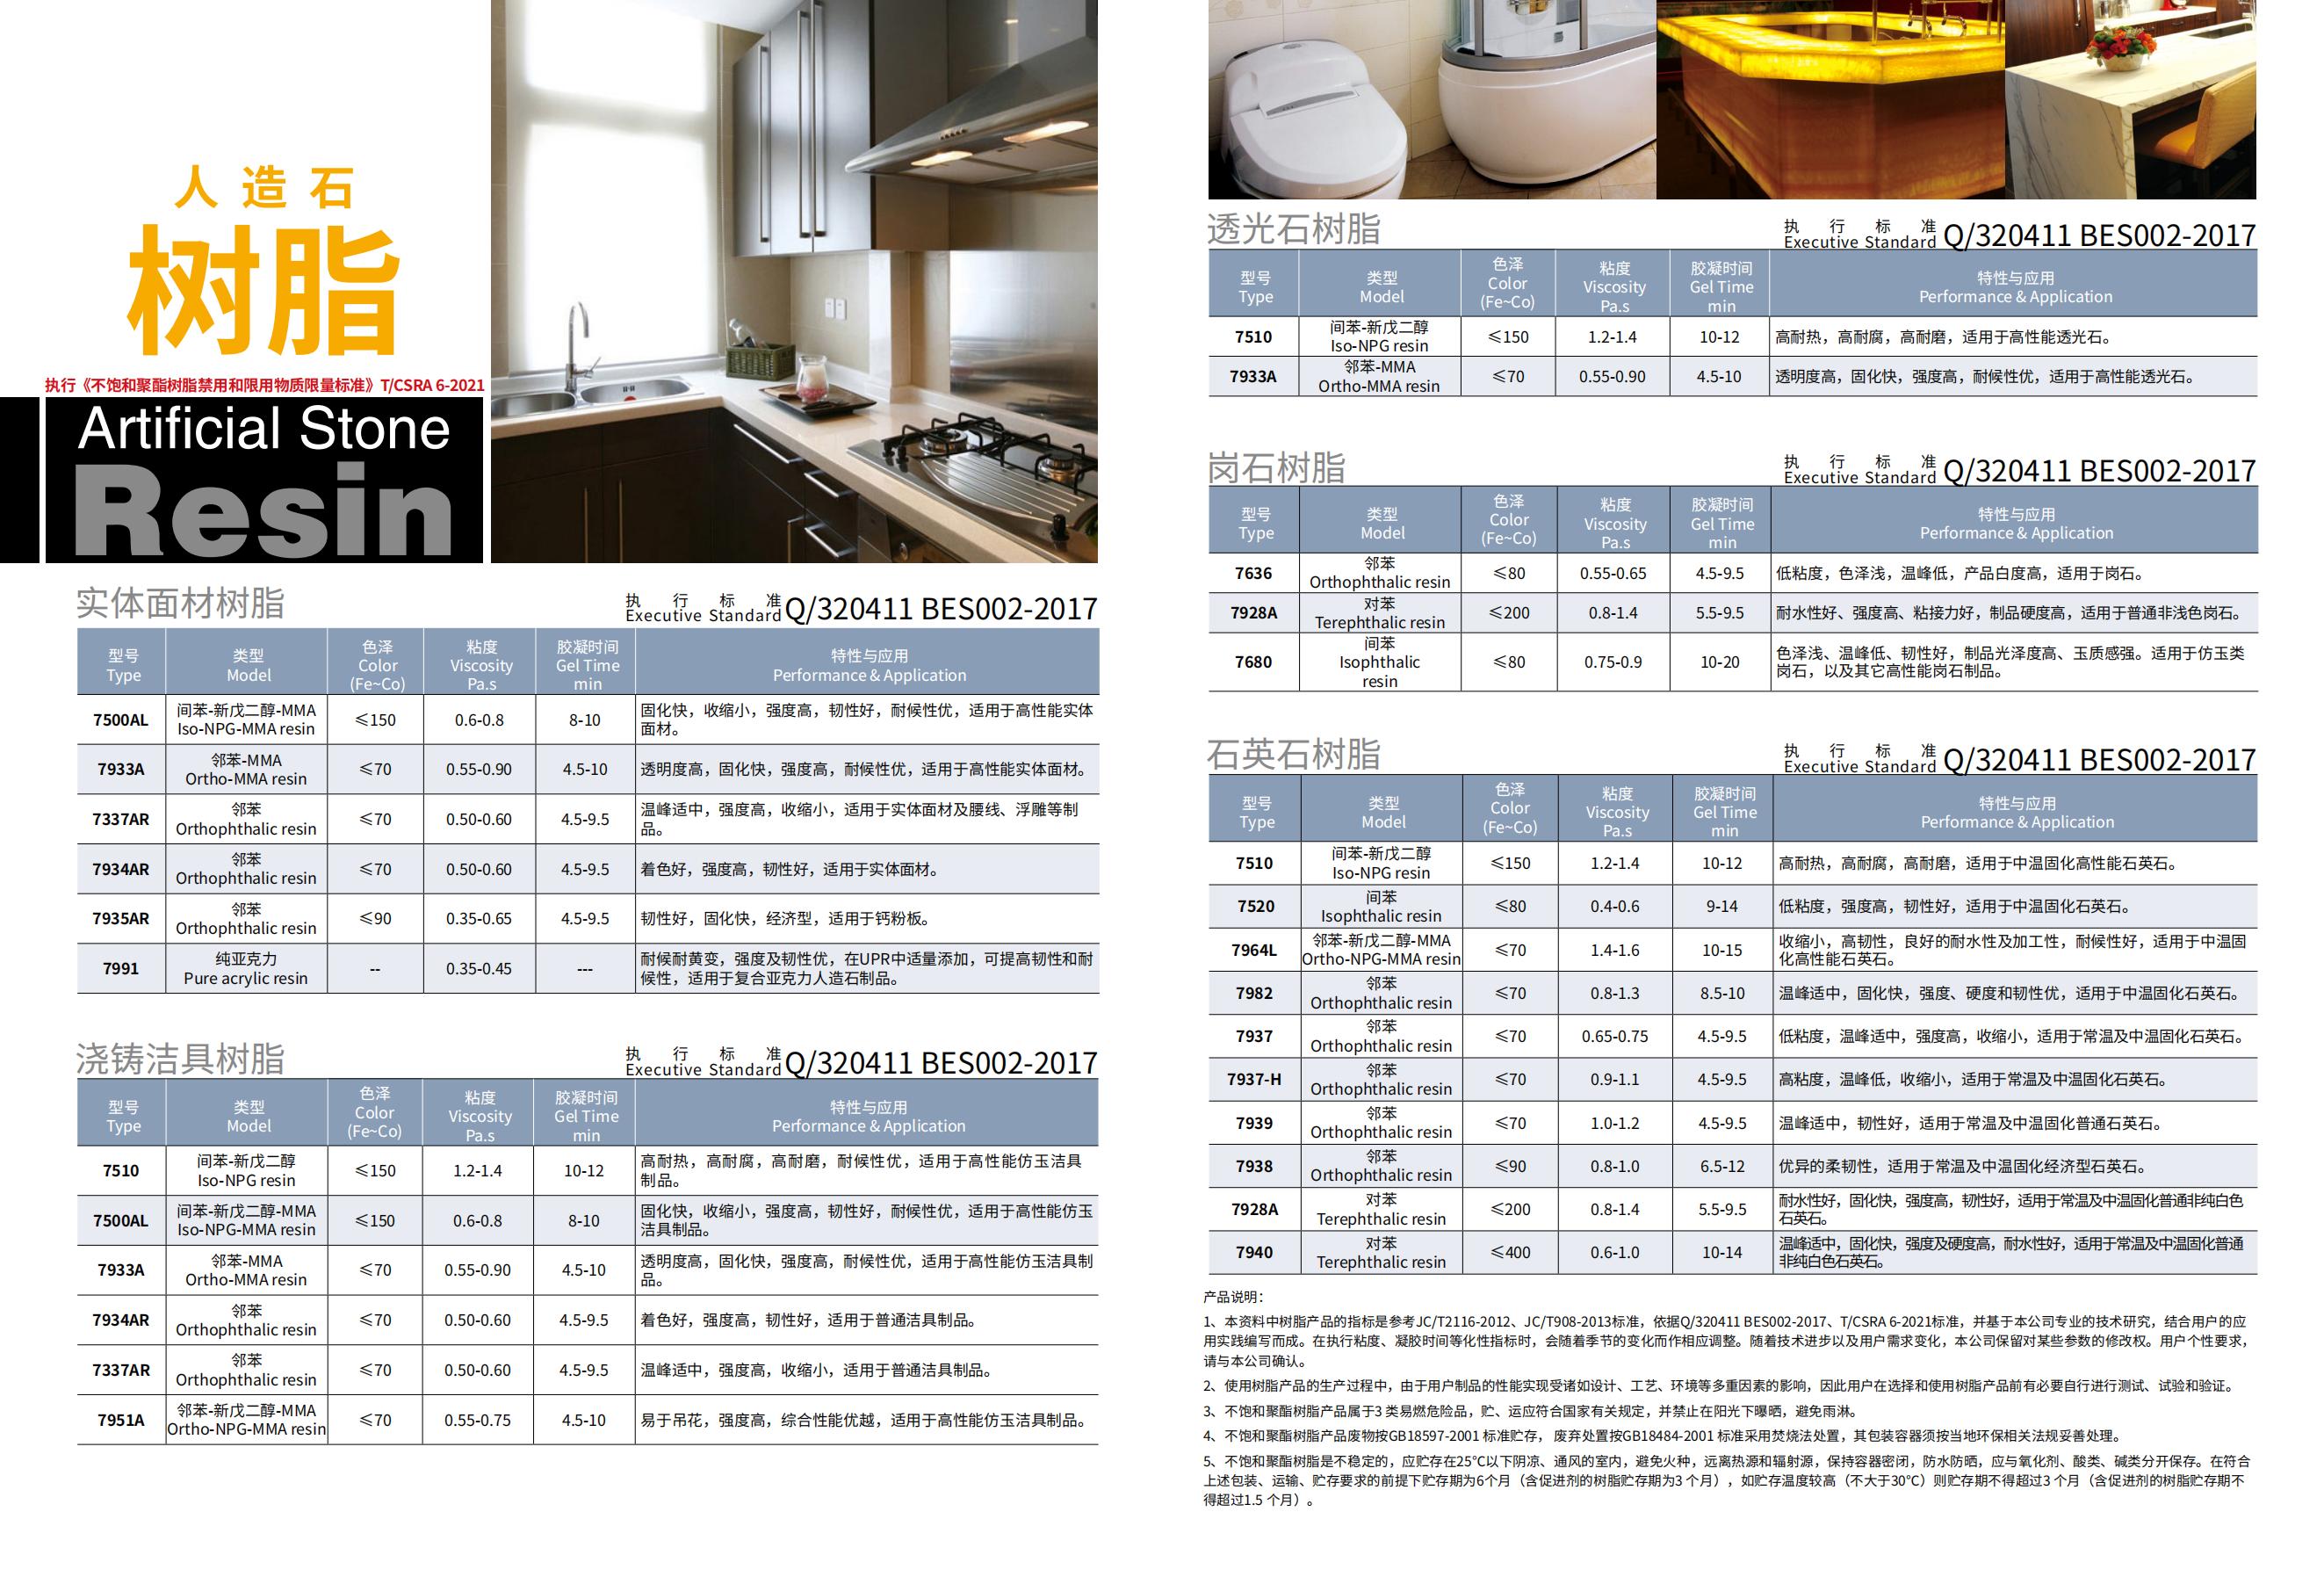 人造石
树脂
执行《不饱和聚酯树脂禁用和限用物质限量标准》T/CSRA 6-2021
Artificial Stone
Resin
实体面材树脂
执行标准
Executive Standard Q/320411 BES002-2017
型号 Type 类型 Model 色泽 Color (Fe~Co) 粘度 Viscosity Pa.s 胶凝时间 Gel Time min 特性与应用 Performance & Application
7500AL 间苯-新戊二醇-MMA Iso-NPG-MMA resin ≤150 0.6-0.8 8-10 固化快，收缩小，强度高，韧性好，耐候性优，适用于高性能实体
面材。
7933A 邻苯-MMA Ortho-MMA resin ≤70 0.55-0.90 4.5-10 透明度高，固化快，强度高，耐候性优，适用于高性能实体面材。
7337AR 邻苯 Orthophthalic resin ≤70 0.50-0.60 4.5-9.5 温峰适中，强度高，收缩小，适用于实体面材及腰线、浮雕等制
品。
7934AR 邻苯 Orthophthalic resin ≤70 0.50-0.60 4.5-9.5 着色好，强度高，韧性好，适用于实体面材。
7935AR 邻苯 Orthophthalic resin ≤90 0.35-0.65 4.5-9.5 韧性好，固化快，经济型，适用于钙粉板。
7991 纯亚克力 Pure acrylic resin -- 0.35-0.45 --- 耐候耐黄变，强度及韧性优，在UPR中适量添加，可提高韧性和耐
候性，适用于复合亚克力人造石制品。
浇铸洁具树脂
执行标准
Executive Standard Q/320411 BES002-2017
型号 Type 类型 Model 色泽 Color (Fe~Co) 粘度 Viscosity Pa.s 胶凝时间 Gel Time min 特性与应用 Performance & Application
7510 间苯-新戊二醇 Iso-NPG resin ≤150 1.2-1.4 10-12 高耐热，高耐腐，高耐磨，耐候性优，适用于高性能仿玉洁具
制品。
7500AL 间苯-新戊二醇-MMA Iso-NPG-MMA resin ≤150 0.6-0.8 8-10 固化快，收缩小，强度高，韧性好，耐候性优，适用于高性能仿玉
洁具制品。
7933A 邻苯-MMA Ortho-MMA resin ≤70 0.55-0.90 4.5-10 透明度高，固化快，强度高，耐候性优，适用于高性能仿玉洁具制
品。
7934AR 邻苯 Orthophthalic resin ≤70 0.50-0.60 4.5-9.5 着色好，强度高，韧性好，适用于普通洁具制品。
7337AR 邻苯 Orthophthalic resin ≤70 0.50-0.60 4.5-9.5 温峰适中，强度高，收缩小，适用于普通洁具制品。
7951A 邻苯-新戊二醇-MMA Ortho-NPG-MMA resin ≤70 0.55-0.75 4.5-10 易于吊花，强度高，综合性能优越，适用于高性能仿玉洁具制品。
透光石树脂
执行标准
Executive Standard Q/320411 BES002-2017
型号 Type 类型 Model 色泽 Color (Fe~Co) 粘度 Viscosity Pa.s 胶凝时间 Gel Time min 特性与应用 Performance & Application
7510 间苯-新戊二醇 Iso-NPG resin ≤150 1.2-1.4 10-12 高耐热，高耐腐，高耐磨，适用于高性能透光石。
7933A 邻苯-MMA Ortho-MMA resin ≤70 0.55-0.90 4.5-10 透明度高，固化快，强度高，耐候性优，适用于高性能透光石。
岗石树脂
执行标准
Executive Standard Q/320411 BES002-2017
型号 Type 类型 Model 色泽 Color (Fe~Co) 粘度 Viscosity Pa.s 胶凝时间 Gel Time min 特性与应用 Performance & Application
7636 邻苯 Orthophthalic resin ≤80 0.55-0.65 4.5-9.5 低粘度，色泽浅，温峰低，产品白度高，适用于岗石。
7928A 对苯 Terephthalic resin ≤200 0.8-1.4 5.5-9.5 耐水性好、强度高、粘接力好，制品硬度高，适用于普通非浅色岗石。
7680 间苯 Isophthalic resin ≤80 0.75-0.9 10-20 色泽浅、温峰低、韧性好，制品光泽度高、玉质感强。适用于仿玉类
岗石，以及其它高性能岗石制品。
石英石树脂
执行标准
Executive Standard Q/320411 BES002-2017
型号 Type 类型 Model 色泽 Color (Fe~Co) 粘度 Viscosity Pa.s 胶凝时间 Gel Time min 特性与应用 Performance & Application
7510 间苯-新戊二醇 Iso-NPG resin ≤150 1.2-1.4 10-12 高耐热，高耐腐，高耐磨，适用于中温固化高性能石英石。
7520 间苯 Isophthalic resin ≤80 0.4-0.6 9-14 低粘度，强度高，韧性好，适用于中温固化石英石。
7964L 邻苯-新戊二醇-MMA Ortho-NPG-MMA resin ≤70 1.4-1.6 10-15 收缩小，高韧性，良好的耐水性及加工性，耐候性好，适用于中温固
化高性能石英石。
7982 邻苯 Orthophthalic resin ≤70 0.8-1.3 8.5-10 温峰适中，固化快，强度、硬度和韧性优，适用于中温固化石英石。
7937 邻苯 Orthophthalic resin ≤70 0.65-0.75 4.5-9.5 低粘度，温峰适中，强度高，收缩小，适用于常温及中温固化石英石。
7937-H 邻苯 Orthophthalic resin ≤70 0.9-1.1 4.5-9.5 高粘度，温峰低，收缩小，适用于常温及中温固化石英石。
7939 邻苯 Orthophthalic resin ≤70 1.0-1.2 4.5-9.5 温峰适中，韧性好，适用于常温及中温固化普通石英石。
7938 邻苯 Orthophthalic resin ≤90 0.8-1.0 6.5-12 优异的柔韧性，适用于常温及中温固化经济型石英石。
7928A 对苯 Terephthalic resin ≤200 0.8-1.4 5.5-9.5 耐水性好，固化快，强度高，韧性好，适用于常温及中温固化普通非纯白色
石英石。
7940 对苯 Terephthalic resin ≤400 0.6-1.0 10-14 温峰适中，固化快，强度及硬度高，耐水性好，适用于常温及中温固化普通
非纯白色石英石。
产品说明：
1、本资料中树脂产品的指标是参考JC/T2116-2012、JC/T908-2013标准，依据Q/320411 BES002-2017、T/CSRA 6-2021标准，并基于本公司专业的技术研究，结合用户的应
用实践编写而成。在执行粘度、凝胶时间等化性指标时，会随着季节的变化而作相应调整。随着技术进步以及用户需求变化，本公司保留对某些参数的修改权。用户个性要求，
请与本公司确认。
2、使用树脂产品的生产过程中，由于用户制品的性能实现受诸如设计、工艺、环境等多重因素的影响，因此用户在选择和使用树脂产品前有必要自行进行测试、试验和验证。
3、不饱和聚酯树脂产品属于3 类易燃危险品，贮、运应符合国家有关规定，并禁止在阳光下曝晒，避免雨淋。
4、不饱和聚酯树脂产品废物按GB18597-2001 标准贮存， 废弃处置按GB18484-2001 标准采用焚烧法处置，其包装容器须按当地环保相关法规妥善处理。
5、不饱和聚酯树脂是不稳定的，应贮存在25℃以下阴凉、通风的室内，避免火种，远离热源和辐射源，保持容器密闭，防水防晒，应与氧化剂、酸类、碱类分开保存。在符合
上述包装、运输、贮存要求的前提下贮存期为6个月（含促进剂的树脂贮存期为3 个月），如贮存温度较高（不大于30℃）则贮存期不得超过3 个月（含促进剂的树脂贮存期不
得超过1.5 个月）。